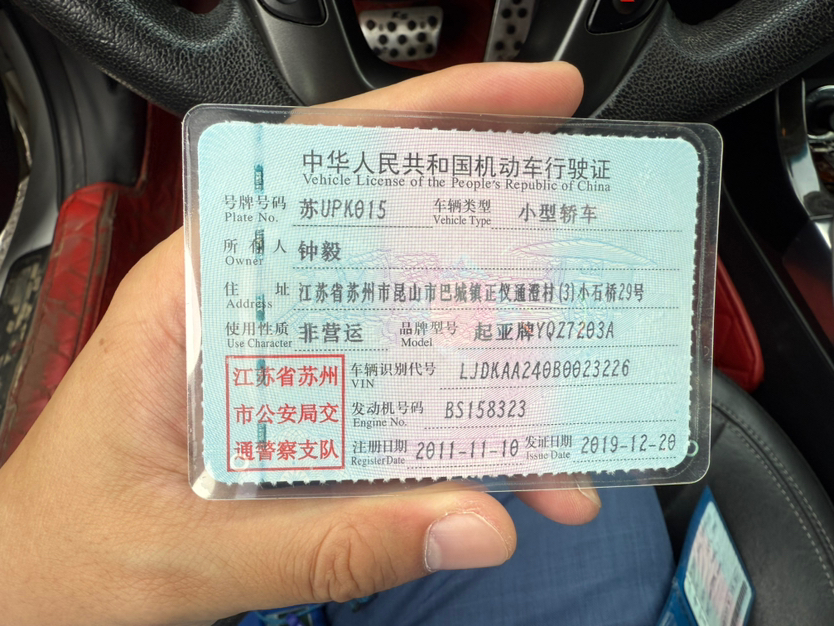 中华人民共和国机动车行驶证
Vehicle License of the People's Republic of China
号牌号码 苏UPK015 车辆类型 小型轿车
Plate No. Vehicle Type
所有人 钟毅
Owner
住址 江苏省苏州市昆山市巴城镇正仪通澄村(3)小石桥29号
Address
使用性质 非营运 品牌型号 起亚牌YQZ7203A
Use Character Model
江苏省苏州
市公安局交
通警察支队
车辆识别代号 LJDKAA240B0023226
VIN
发动机号码 BS158323
Engine No.
注册日期 2011-11-10 发证日期 2019-12-20
Register Date Issue Date